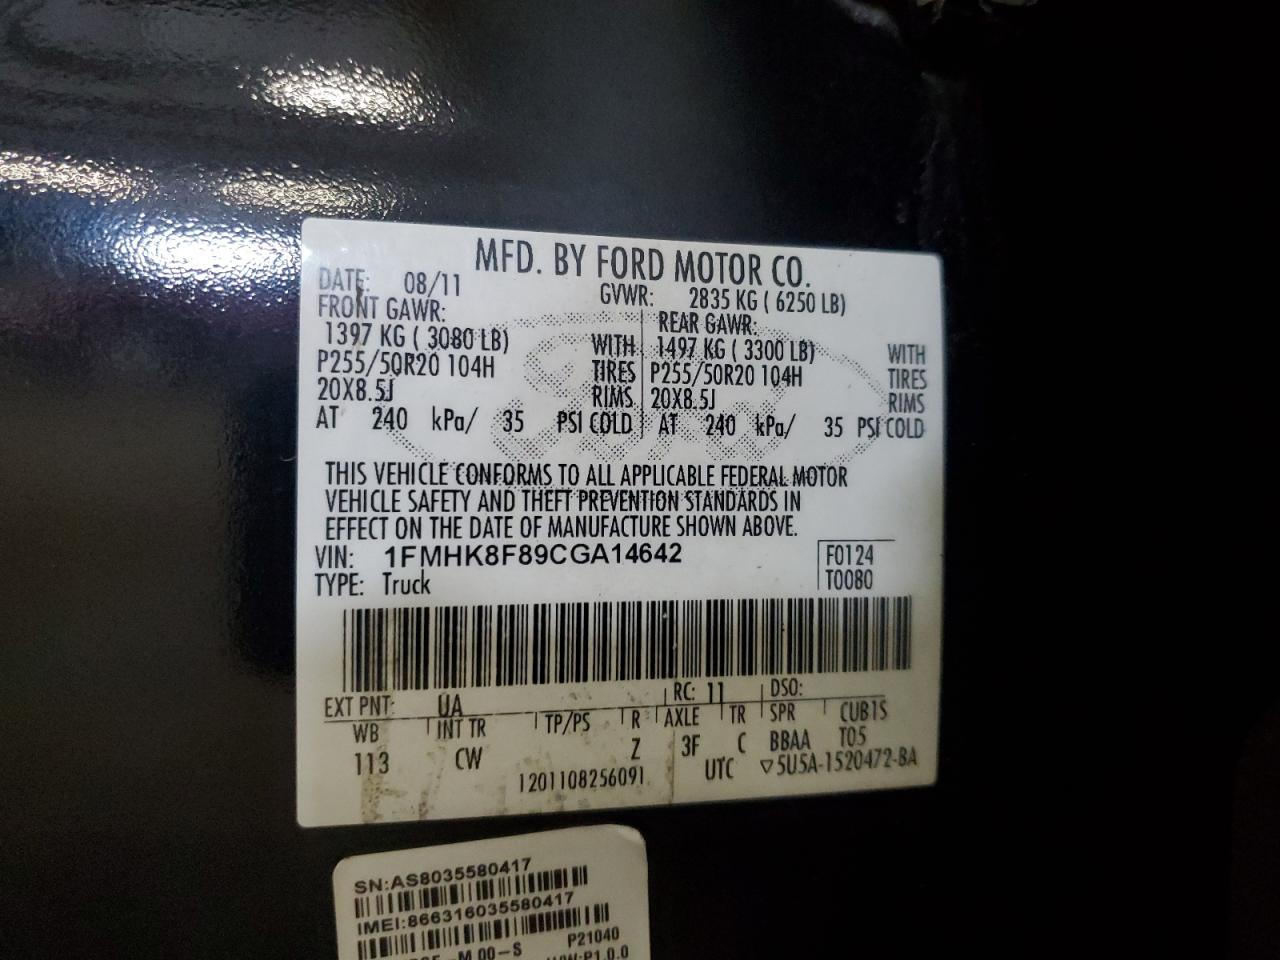 MFD. BY FORD MOTOR CO.
DATE: 08/11 GVWR: 2835 KG ( 6250 LB)
FRONT GAWR: REAR GAWR:
1397 KG ( 3080 LB) WITH 1497 KG ( 3300 LB) WITH
P255/50R20 104H TIRES P255/50R20 104H TIRES
20X8.5J RIMS 20X8.5J RIMS
AT 240 kPa/ 35 PSI COLD AT 240 kPa/ 35 PSI COLD
THIS VEHICLE CONFORMS TO ALL APPLICABLE FEDERAL MOTOR
VEHICLE SAFETY AND THEFT PREVENTION STANDARDS IN
EFFECT ON THE DATE OF MANUFACTURE SHOWN ABOVE.
VIN: 1FMHK8F89CGA14642 F0124
TYPE: Truck T0080
EXT PNT: UA RC: 11 DSO:
WB INT TR TP/PS R AXLE TR SPR CUB1S
113 CW Z 3F C BBAA T05
1201108256091 UTC ▽5U5A-1520472-BA
SN:AS8035580417
IMEI:866316035580417
M.00-S P21040
P1.0.0